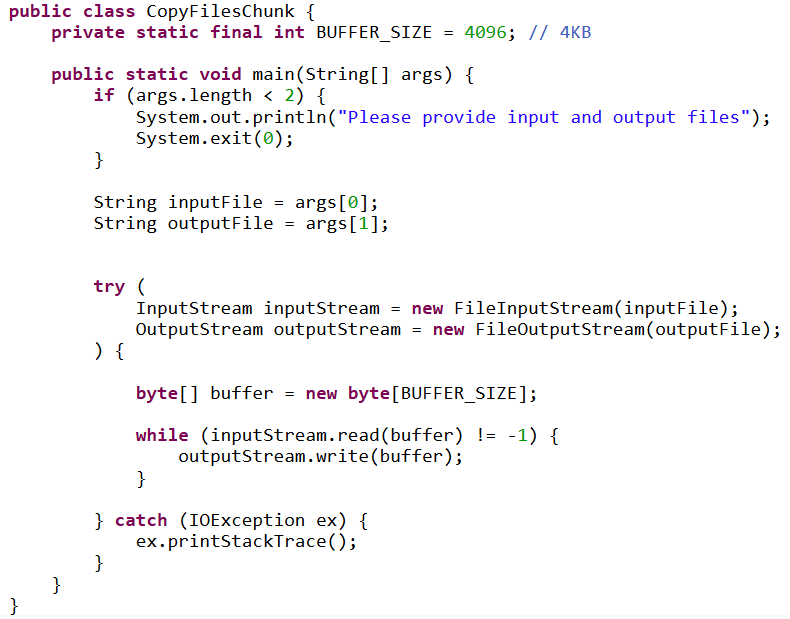 public class CopyFilesChunk {
    private static final int BUFFER_SIZE = 4096; // 4KB
    public static void main(String[] args) {
        if (args.length < 2) {
            System.out.println("Please provide input and output files");
            System.exit(0);
        }
        String inputFile = args[0];
        String outputFile = args[1];
        try (
            InputStream inputStream = new FileInputStream(inputFile);
            OutputStream outputStream = new FileOutputStream(outputFile);
        ) {
            byte[] buffer = new byte[BUFFER_SIZE];
            while (inputStream.read(buffer) != -1) {
                outputStream.write(buffer);
            }
        } catch (IOException ex) {
            ex.printStackTrace();
        }
    }
}